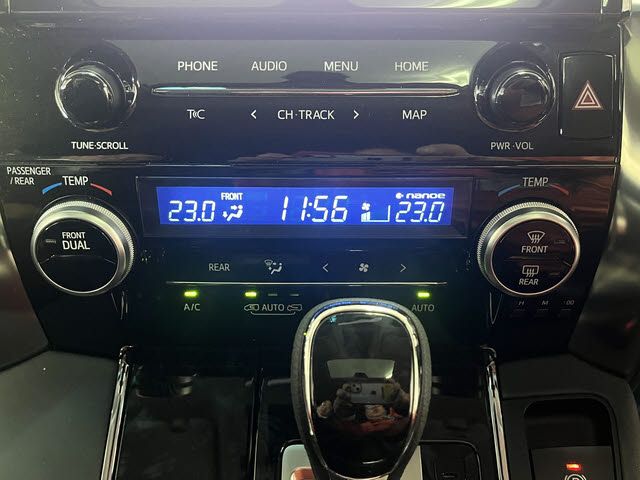 PHONE AUDIO MENU HOME
T C < CH·TRACK > MAP
TUNE·SCROLL PWR·VOL
PASSENGER
/ REAR
TEMP TEMP
23.0 FRONT 11:56 nanoe 23.0
FRONT
DUAL
FRONT
REAR
REAR < >
A/C AUTO AUTO
H M :00